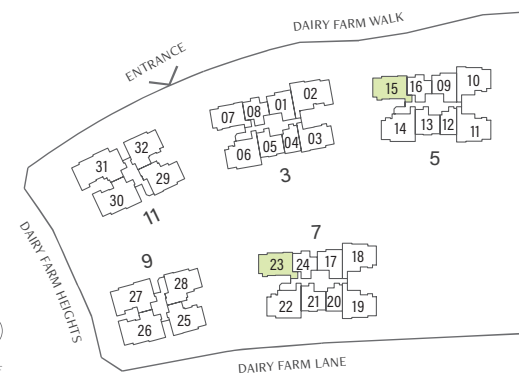 DAIRY FARM WALK
ENTRANCE
15 16 09 10
14 13 12 11
5
07 08 01 02
06 05 04 03
3
31 32
30 29
11
7
23 24 17 18
22 21 20 19
9
27 28
26 25
DAIRY FARM HEIGHTS
DAIRY FARM LANE